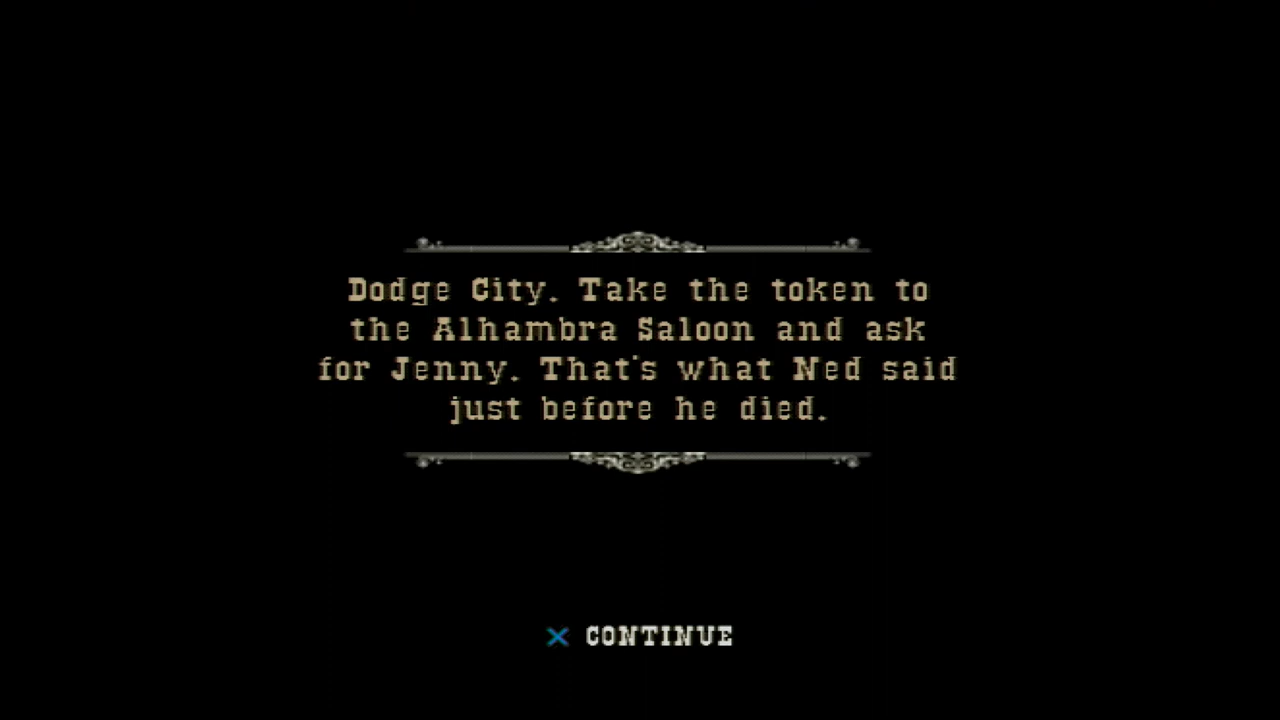 Dodge City. Take the token to
the Alhambra Saloon and ask
for Jenny. That's what Ned said
just before he died.
CONTINUE